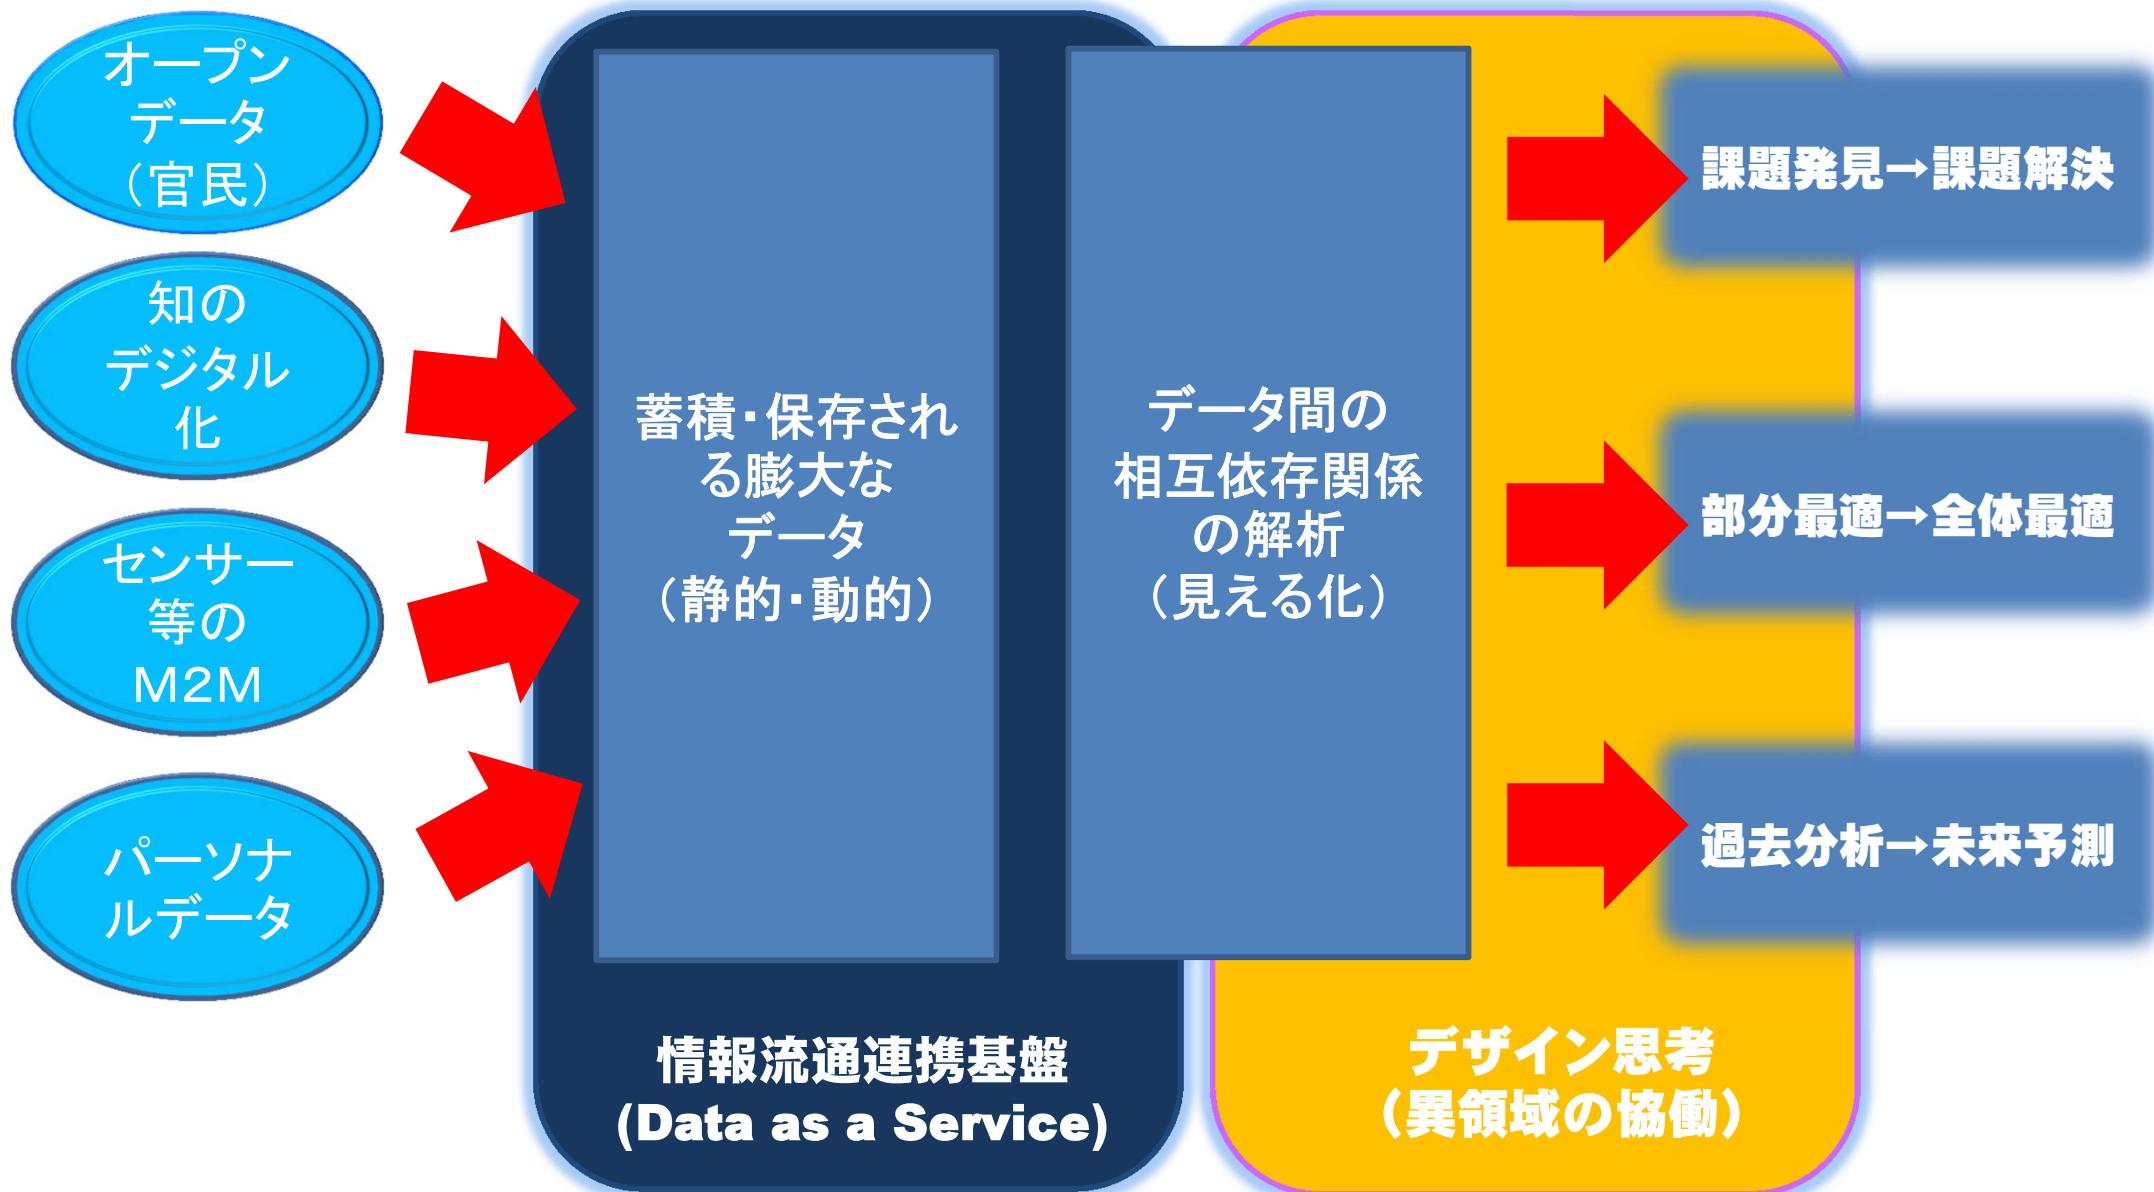 オープン
データ
（官民）
知の
デジタル
化
センサー
等の
Ｍ２Ｍ
パーソナ
ルデータ
蓄積・保存され
る膨大な
データ
（静的・動的）
データ間の
相互依存関係
の解析
（見える化）
課題発見→課題解決
部分最適→全体最適
過去分析→未来予測
情報流通連携基盤
(Data as a Service)
デザイン思考
（異領域の協働）